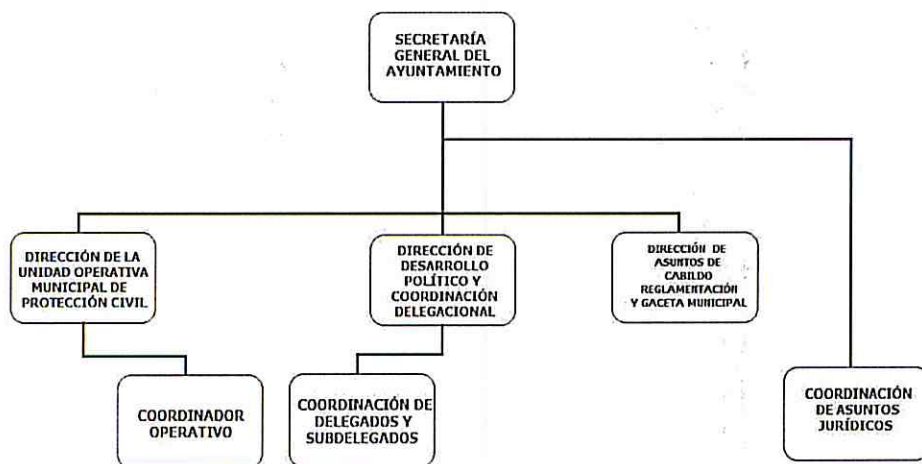 SECRETARÍA
GENERAL DEL
AYUNTAMIENTO
DIRECCIÓN DE LA
UNIDAD OPERATIVA
MUNICIPAL DE
PROTECCIÓN CIVIL
DIRECCIÓN DE
DESARROLLO
POLÍTICO Y
COORDINACIÓN
DELEGACIONAL
DIRECCIÓN DE
ASUNTOS DE
CABILDO
REGLAMENTACIÓN
Y GACETA MUNICIPAL
COORDINADOR
OPERATIVO
COORDINACIÓN DE
DELEGADOS Y
SUBDELEGADOS
COORDINACIÓN
DE ASUNTOS
JURÍDICOS